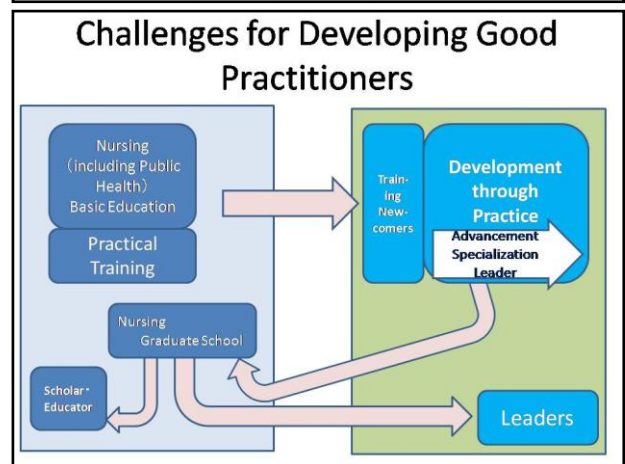 Challenges for Developing Good
Practitioners
Nursing
（including Public
Health）
Basic Education
Practical
Training
Nursing
Graduate School
Scholar・
Educator
Train-
ing
New-
comers
Development
through
Practice
Advancement
Specialization
Leader
Leaders